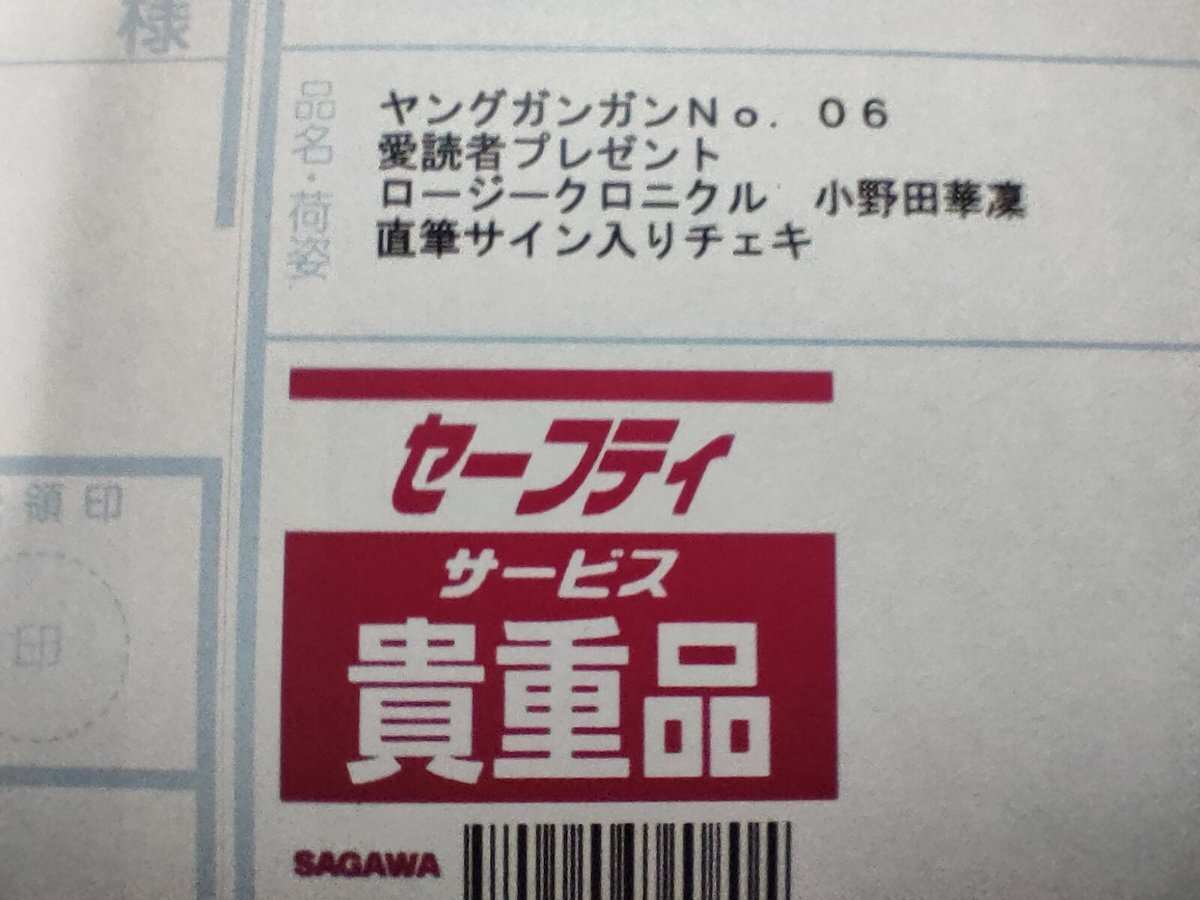 様
品名・荷姿
ヤングガンガンNo.06
愛読者プレゼント
ロージークロニクル 小野田華凜
直筆サイン入りチェキ
セーフティ
サービス
貴重品
領印
印
SAGAWA